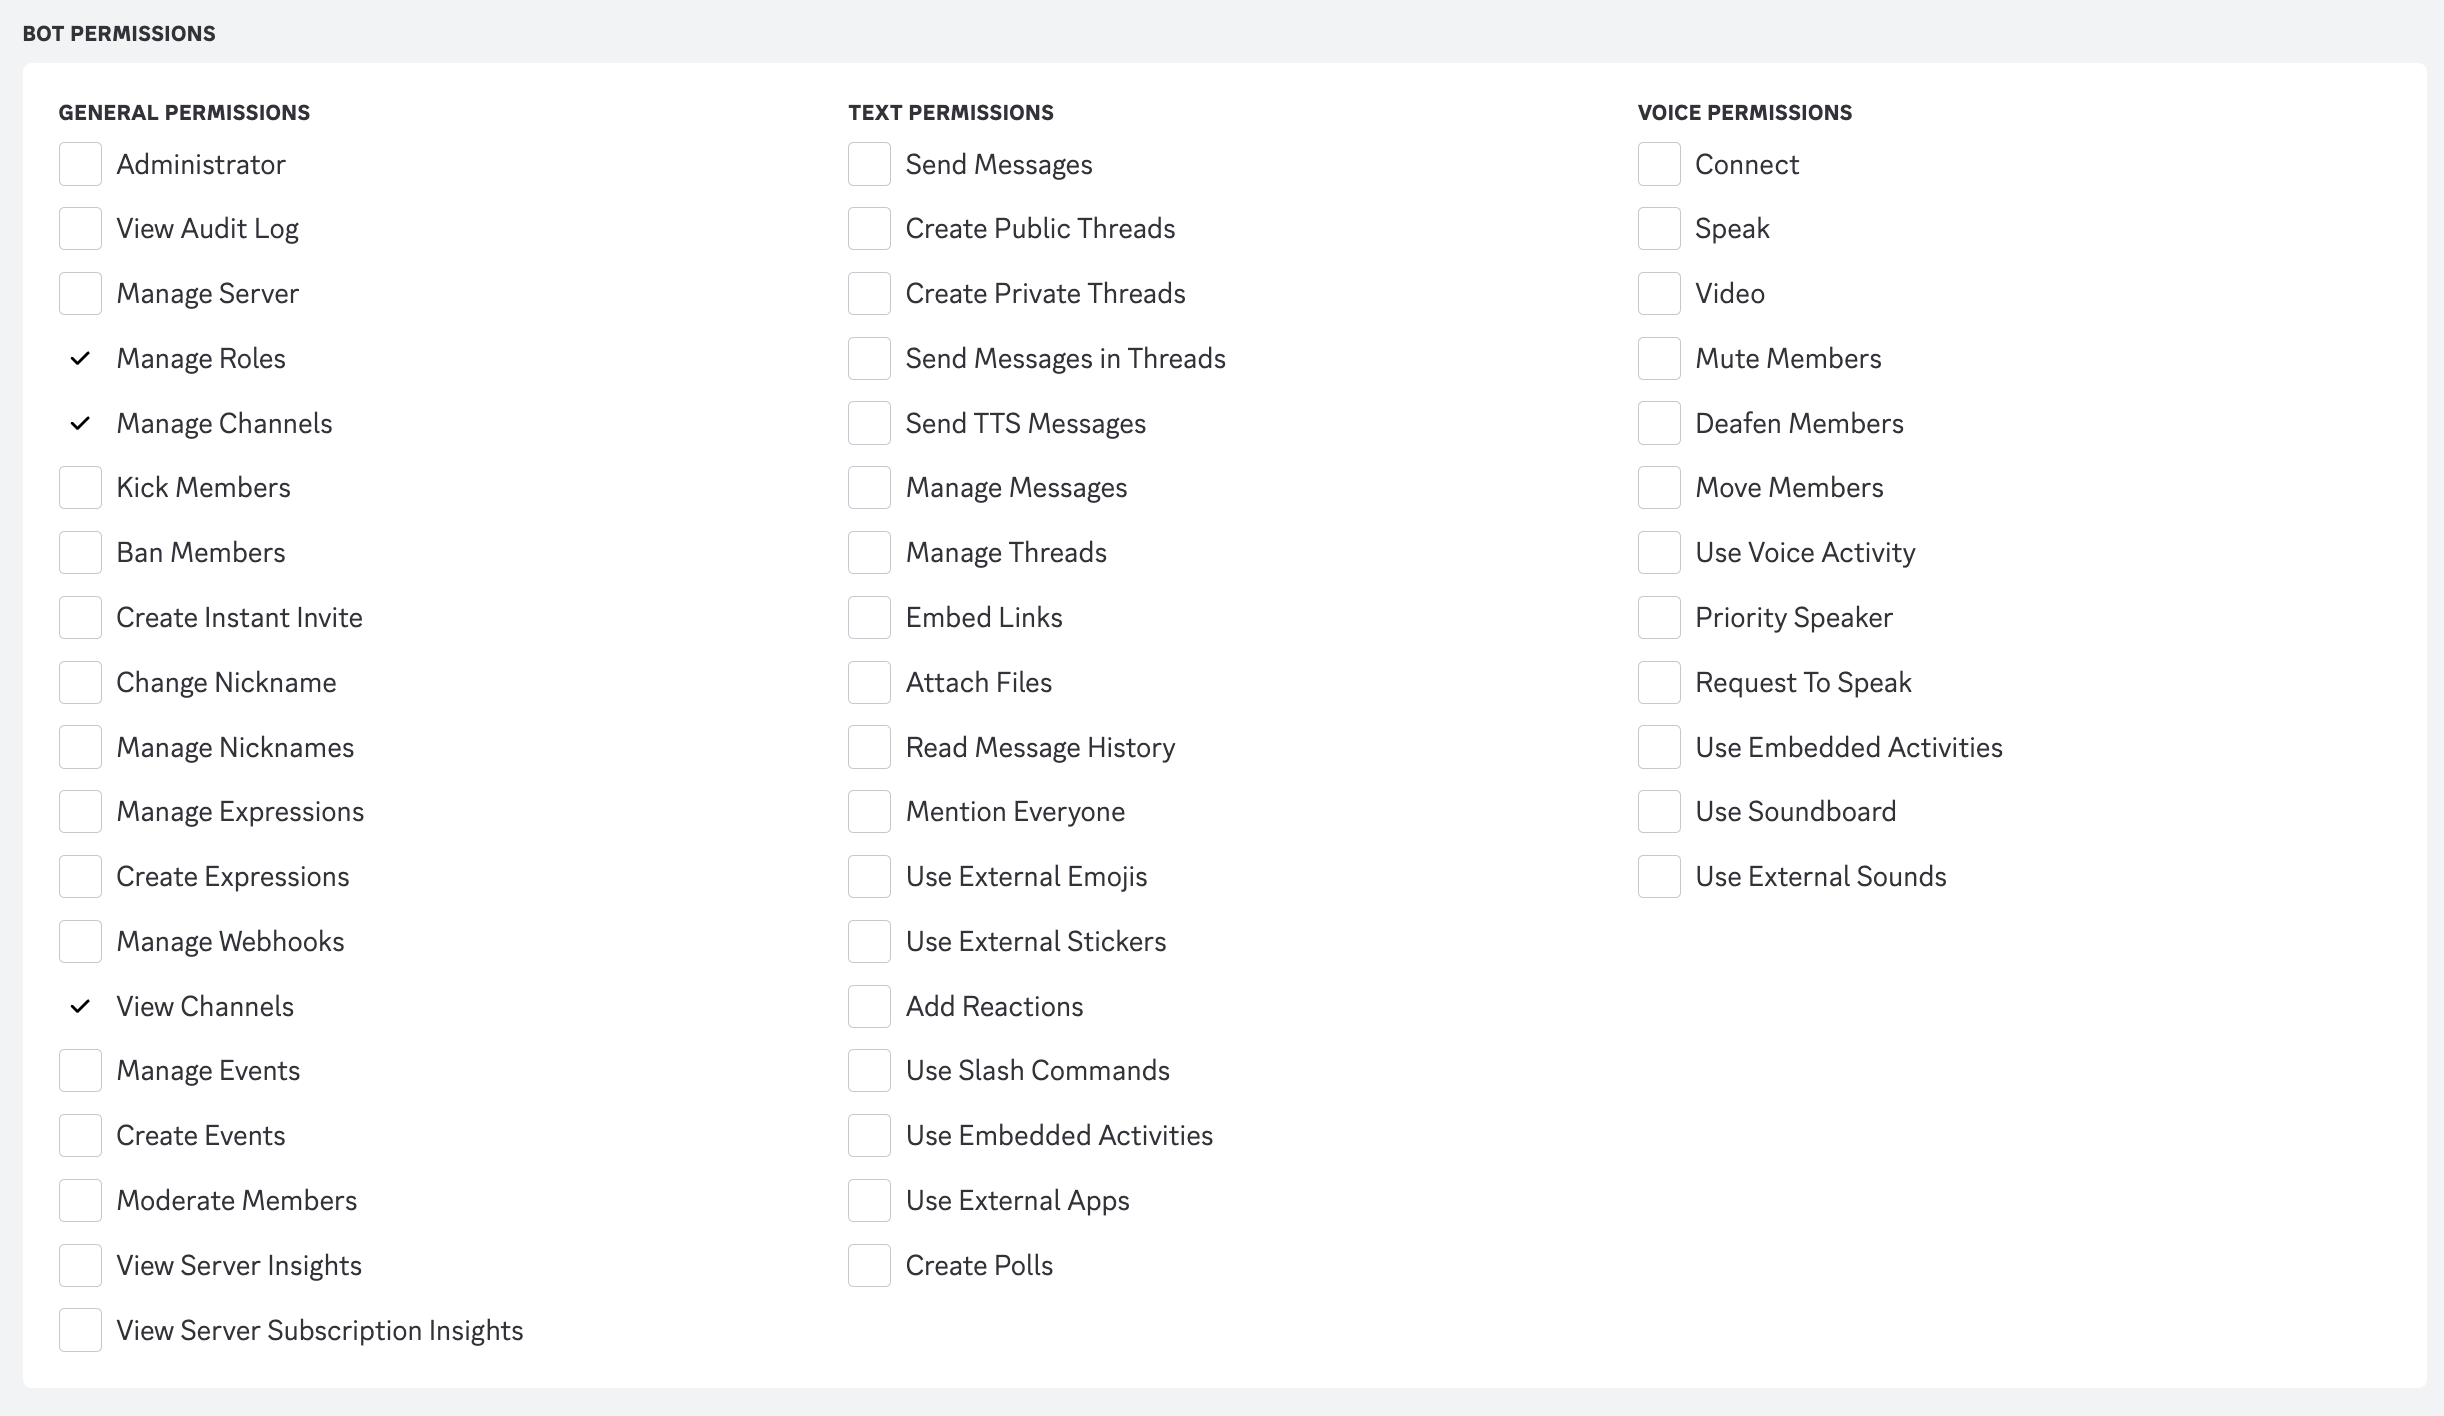 BOT PERMISSIONS
GENERAL PERMISSIONS
Administrator
View Audit Log
Manage Server
Manage Roles
Manage Channels
Kick Members
Ban Members
Create Instant Invite
Change Nickname
Manage Nicknames
Manage Expressions
Create Expressions
Manage Webhooks
View Channels
Manage Events
Create Events
Moderate Members
View Server Insights
View Server Subscription Insights
TEXT PERMISSIONS
Send Messages
Create Public Threads
Create Private Threads
Send Messages in Threads
Send TTS Messages
Manage Messages
Manage Threads
Embed Links
Attach Files
Read Message History
Mention Everyone
Use External Emojis
Use External Stickers
Add Reactions
Use Slash Commands
Use Embedded Activities
Use External Apps
Create Polls
VOICE PERMISSIONS
Connect
Speak
Video
Mute Members
Deafen Members
Move Members
Use Voice Activity
Priority Speaker
Request To Speak
Use Embedded Activities
Use Soundboard
Use External Sounds